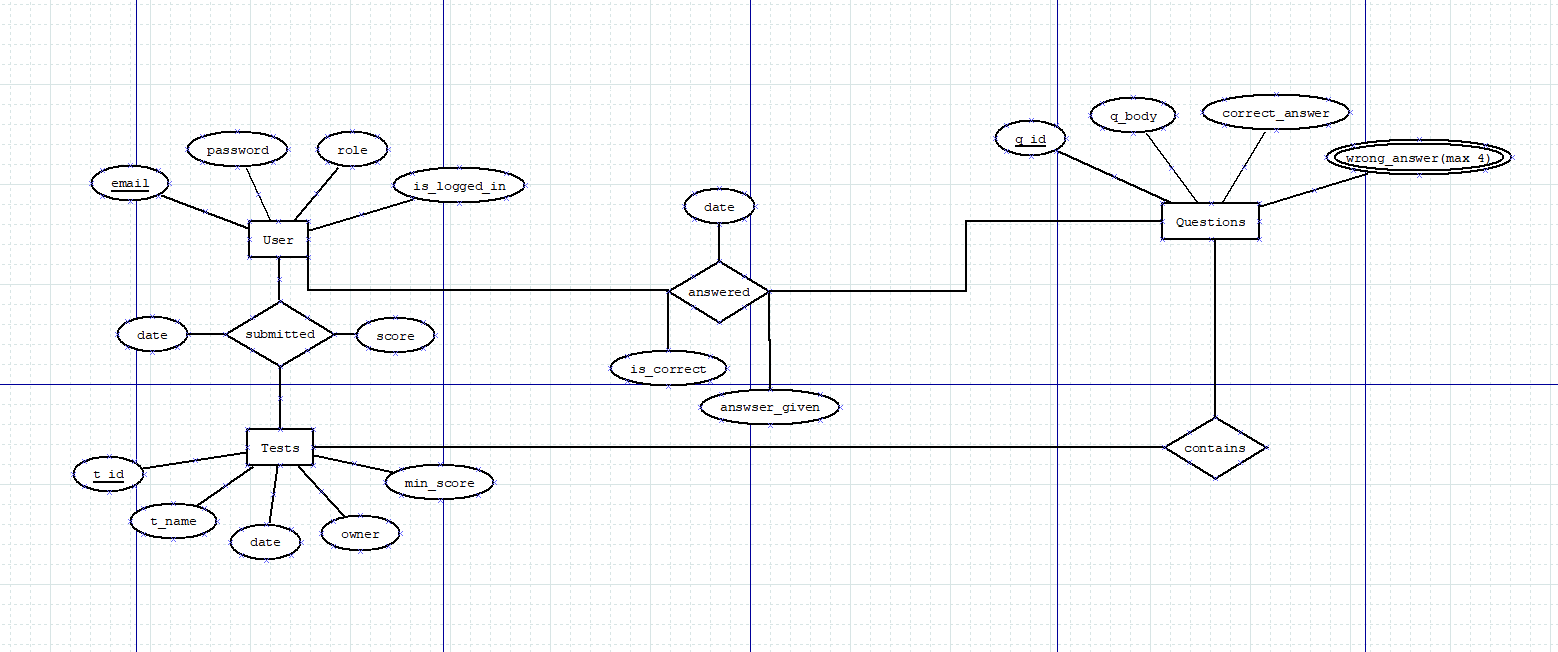 password
role
email
is_logged_in
User
date
submitted
score
date
answered
is_correct
answser_given
q_id
q_body
correct_answer
wrong_answer(max 4)
Questions
contains
Tests
t_id
t_name
date
owner
min_score